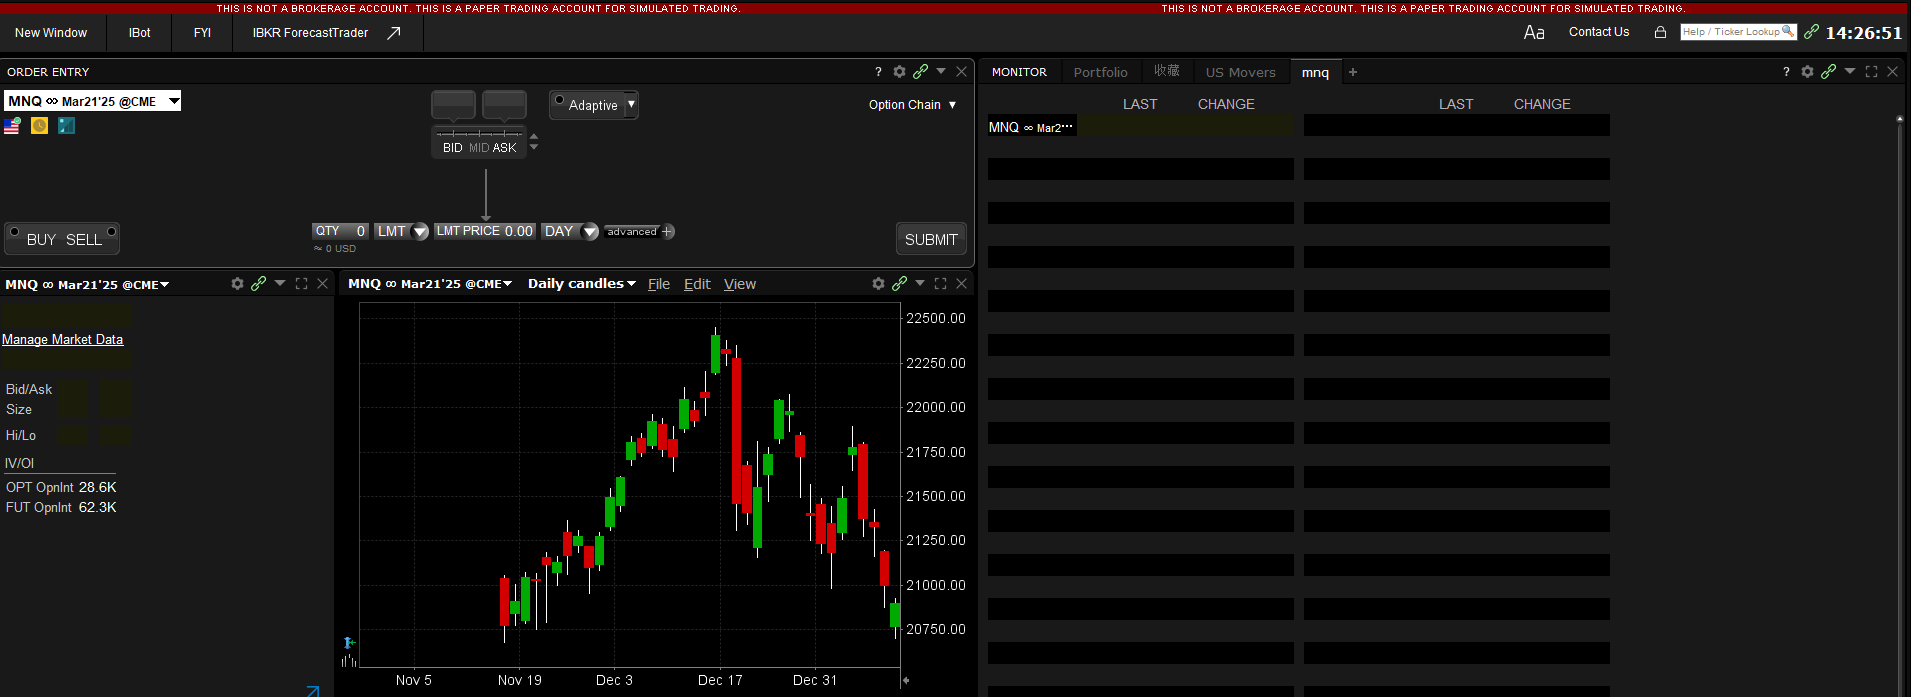 THIS IS NOT A BROKERAGE ACCOUNT. THIS IS A PAPER TRADING ACCOUNT FOR SIMULATED TRADING.
THIS IS NOT A BROKERAGE ACCOUNT. THIS IS A PAPER TRADING ACCOUNT FOR SIMULATED TRADING.
New Window IBot FYI IBKR ForecastTrader Aa Contact Us Help / Ticker Lookup 14:26:51
ORDER ENTRY ?
MNQ ∞ Mar21'25 @CME Adaptive Option Chain
BID MID ASK
BUY SELL QTY 0 LMT LMT PRICE 0.00 DAY advanced + SUBMIT
≈ 0 USD
MNQ ∞ Mar21'25 @CME
Manage Market Data
Bid/Ask
Size
Hi/Lo
IV/OI
OPT OpnInt 28.6K
FUT OpnInt 62.3K
MNQ ∞ Mar21'25 @CME Daily candles File Edit View
22500.00
22250.00
22000.00
21750.00
21500.00
21250.00
21000.00
20750.00
Nov 5 Nov 19 Dec 3 Dec 17 Dec 31
MONITOR Portfolio 收藏 US Movers mnq + ?
LAST CHANGE LAST CHANGE
MNQ ∞ Mar2···